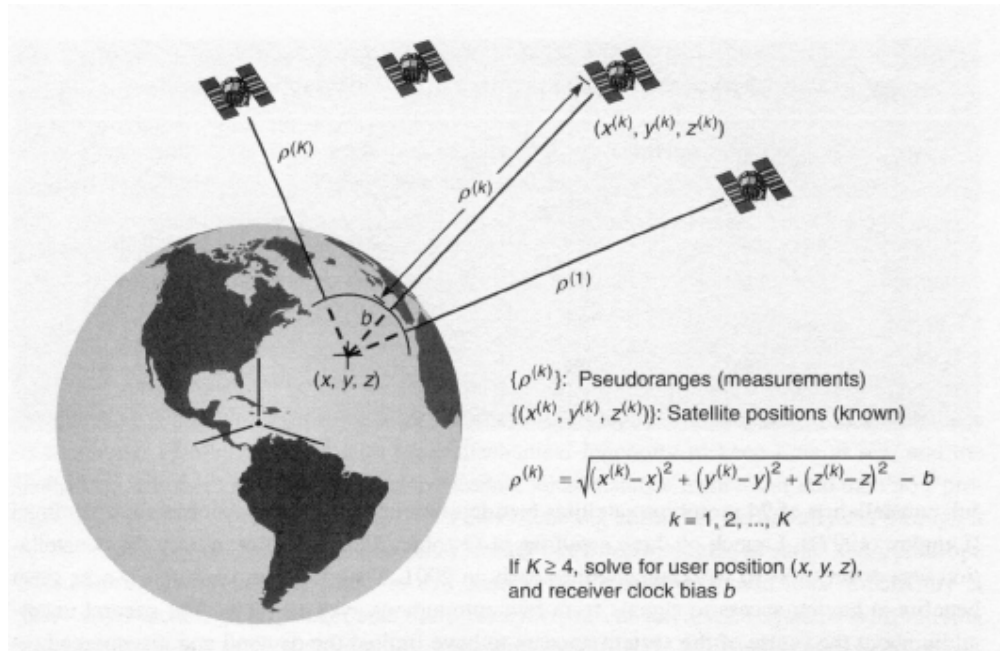 ρ(k)
(x(k), y(k), z(k))
ρ(k)
ρ(1)
b
(x, y, z)
{ρ(k)}: Pseudoranges (measurements)
{(x(k), y(k), z(k))}: Satellite positions (known)
ρ(k) = √(x(k)–x)2 + (y(k)–y)2 + (z(k)–z)2 – b
k = 1, 2, ..., K
If K ≥ 4, solve for user position (x, y, z),
and receiver clock bias b